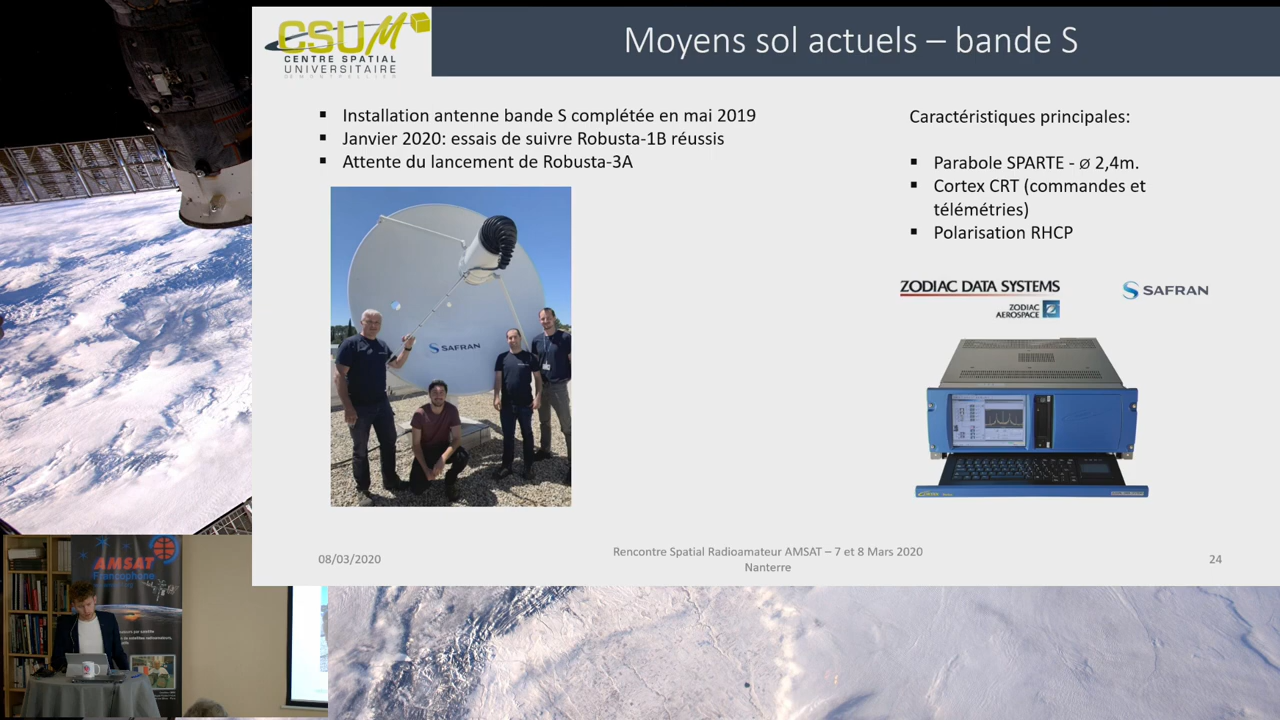 CSUM
CENTRE SPATIAL
UNIVERSITAIRE
DE MONTPELLIER
Moyens sol actuels – bande S
▪ Installation antenne bande S complétée en mai 2019
▪ Janvier 2020: essais de suivre Robusta-1B réussis
▪ Attente du lancement de Robusta-3A
Caractéristiques principales:
▪ Parabole SPARTE - ⌀ 2,4m.
▪ Cortex CRT (commandes et
télémétries)
▪ Polarisation RHCP
SAFRAN
ZODIAC DATA SYSTEMS
ZODIAC
AEROSPACE
SAFRAN
08/03/2020
Rencontre Spatial Radioamateur AMSAT – 7 et 8 Mars 2020
Nanterre
24
AMSAT
Francophone